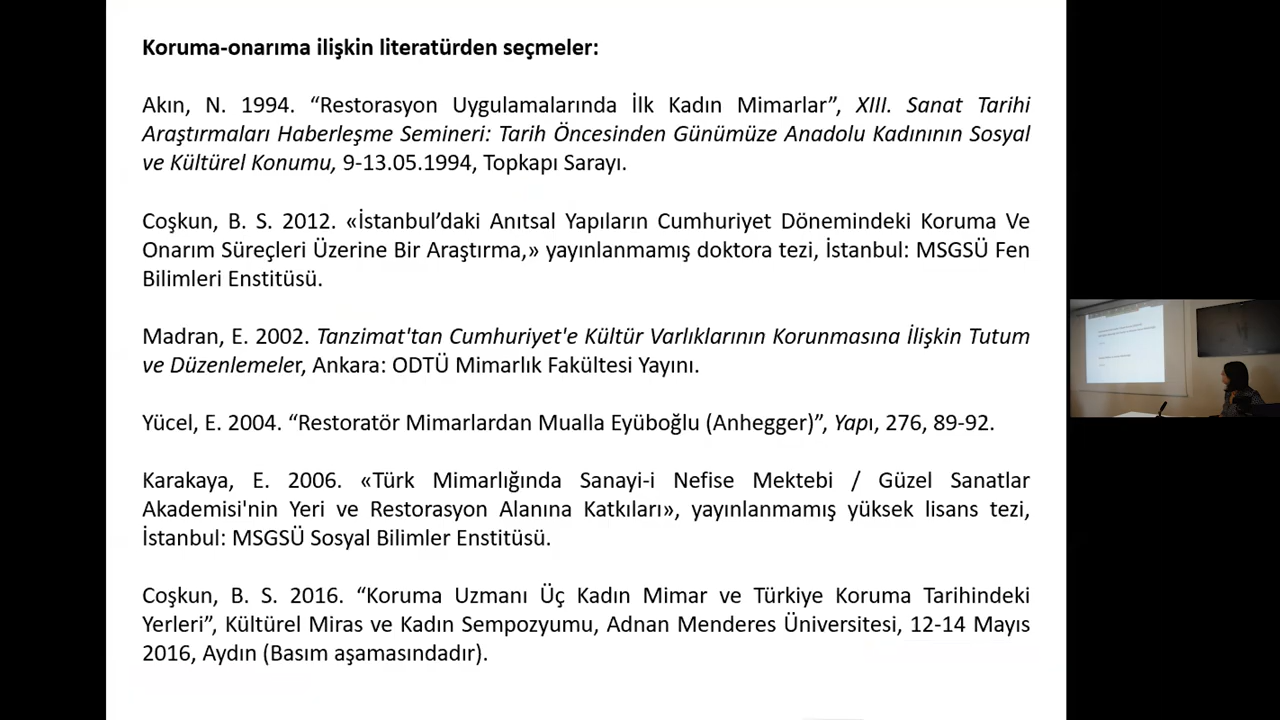 Koruma-onarıma ilişkin literatürden seçmeler:
Akın, N. 1994. “Restorasyon Uygulamalarında İlk Kadın Mimarlar”, XIII. Sanat Tarihi
Araştırmaları Haberleşme Semineri: Tarih Öncesinden Günümüze Anadolu Kadınının Sosyal
ve Kültürel Konumu, 9-13.05.1994, Topkapı Sarayı.
Coşkun, B. S. 2012. «İstanbul’daki Anıtsal Yapıların Cumhuriyet Dönemindeki Koruma Ve
Onarım Süreçleri Üzerine Bir Araştırma,» yayınlanmamış doktora tezi, İstanbul: MSGSÜ Fen
Bilimleri Enstitüsü.
Madran, E. 2002. Tanzimat'tan Cumhuriyet'e Kültür Varlıklarının Korunmasına İlişkin Tutum
ve Düzenlemeler, Ankara: ODTÜ Mimarlık Fakültesi Yayını.
Yücel, E. 2004. “Restoratör Mimarlardan Mualla Eyüboğlu (Anhegger)”, Yapı, 276, 89-92.
Karakaya, E. 2006. «Türk Mimarlığında Sanayi-i Nefise Mektebi / Güzel Sanatlar
Akademisi'nin Yeri ve Restorasyon Alanına Katkıları», yayınlanmamış yüksek lisans tezi,
İstanbul: MSGSÜ Sosyal Bilimler Enstitüsü.
Coşkun, B. S. 2016. “Koruma Uzmanı Üç Kadın Mimar ve Türkiye Koruma Tarihindeki
Yerleri”, Kültürel Miras ve Kadın Sempozyumu, Adnan Menderes Üniversitesi, 12-14 Mayıs
2016, Aydın (Basım aşamasındadır).